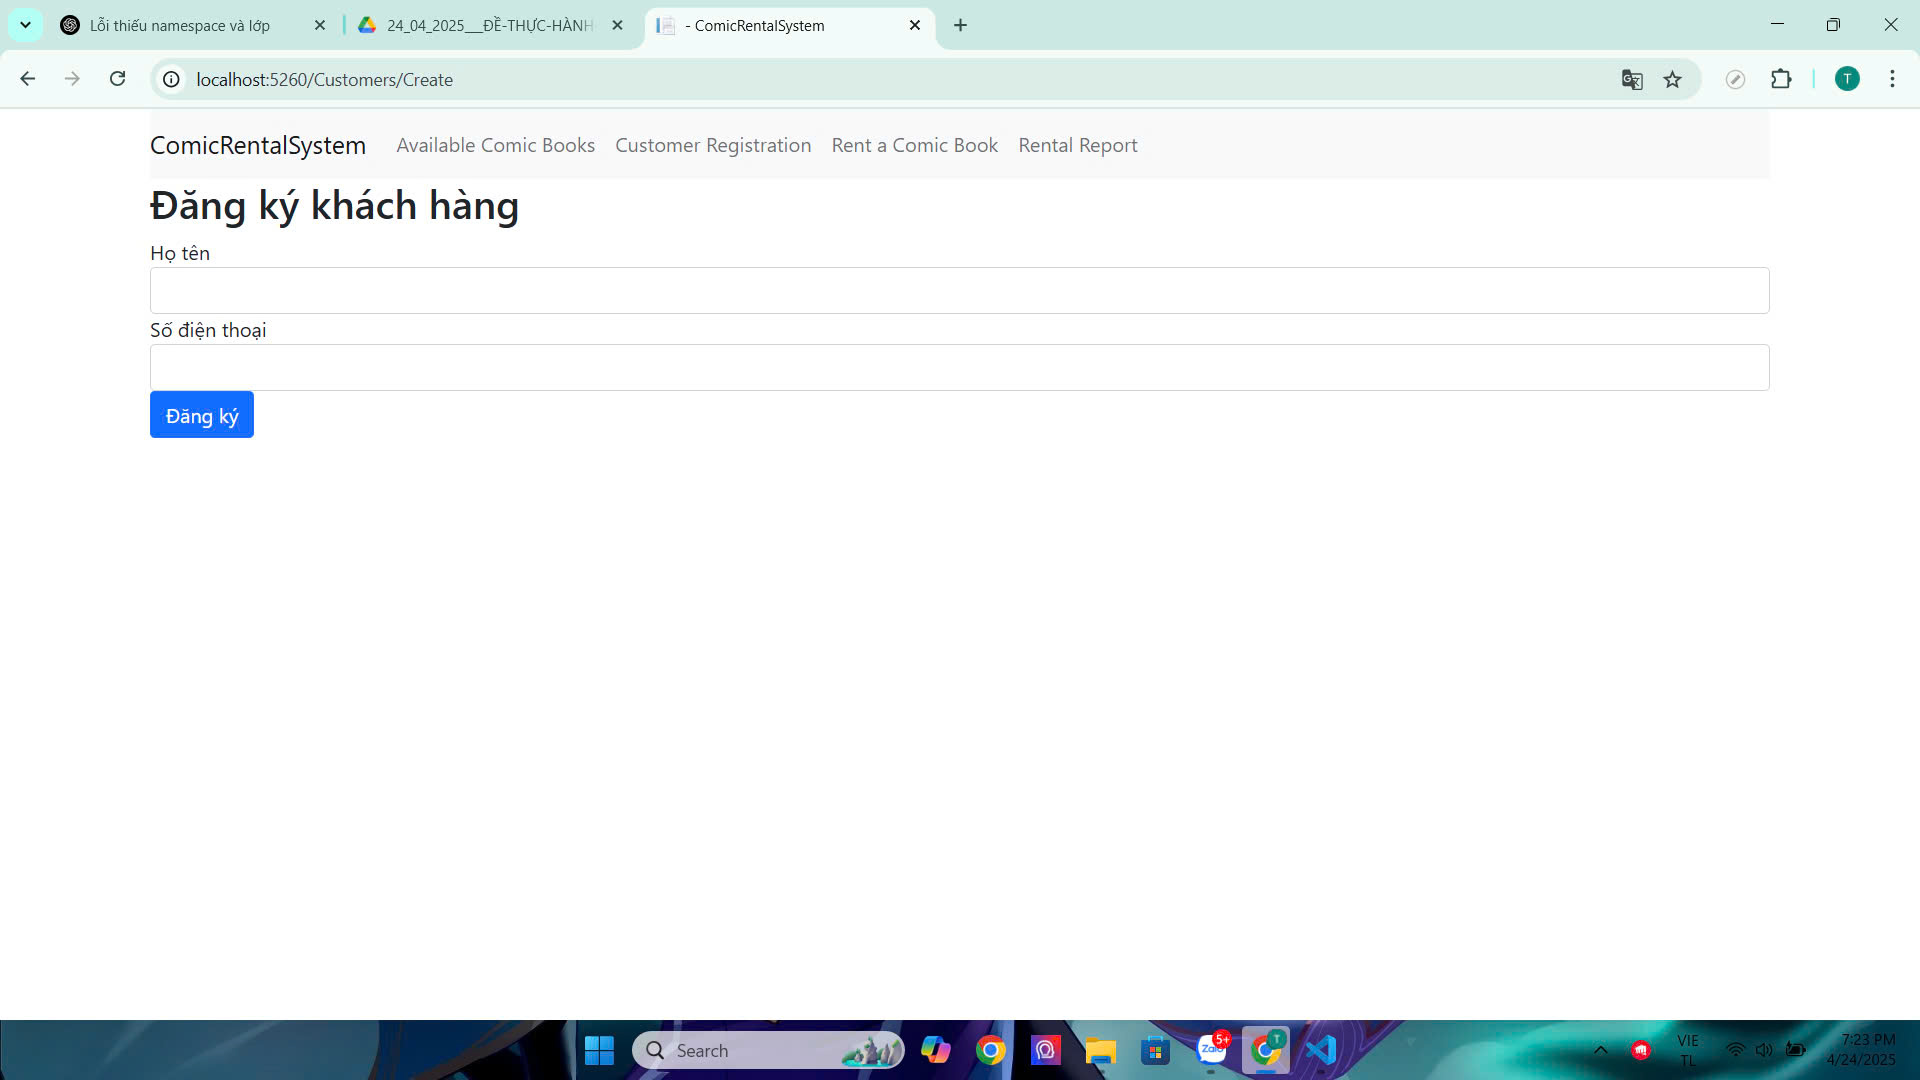 Lỗi thiếu namespace và lớp
24_04_2025___ĐỀ-THỰC-HÀNH
- ComicRentalSystem
localhost:5260/Customers/Create
T
ComicRentalSystem
Available Comic Books
Customer Registration
Rent a Comic Book
Rental Report
Đăng ký khách hàng
Họ tên
Số điện thoại
Đăng ký
Search
Zalo
5+
T
VIE
TL
7:23 PM
4/24/2025